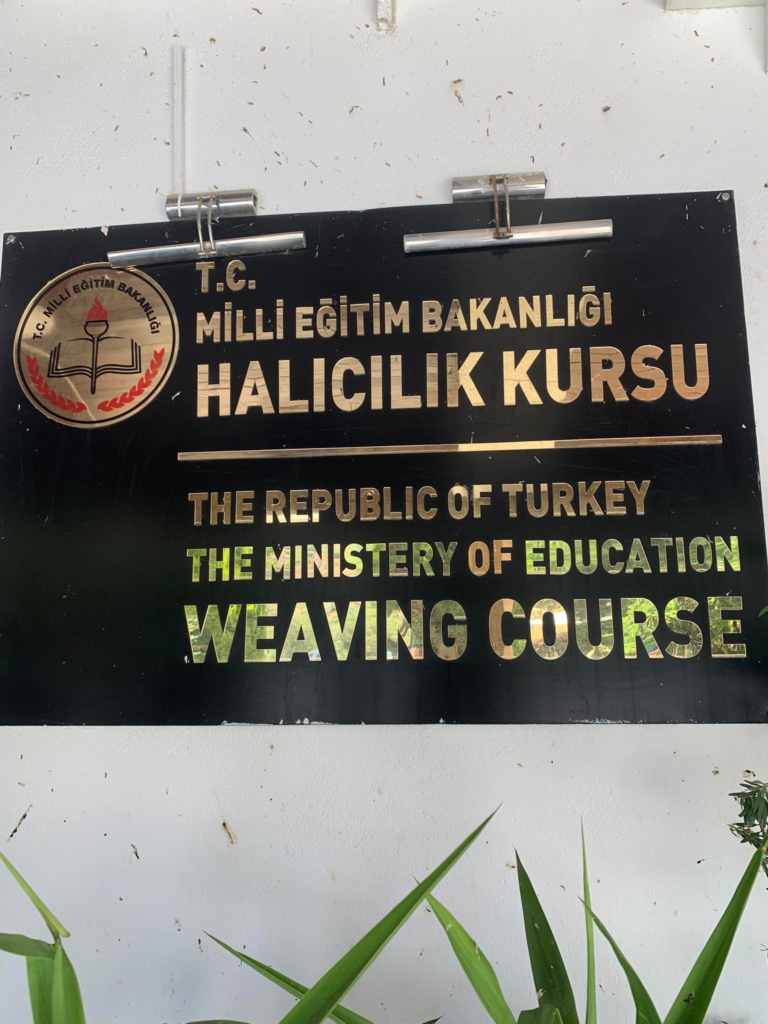 T.C. MİLLİ EĞİTİM BAKANLIĞI
T.C.
MİLLİ EĞİTİM BAKANLIĞI
HALICILIK KURSU
THE REPUBLIC OF TURKEY
THE MINISTERY OF EDUCATION
WEAVING COURSE